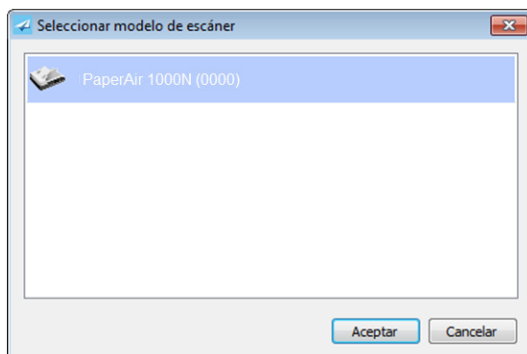 Seleccionar modelo de escáner
PaperAir 1000N (0000)
Aceptar Cancelar